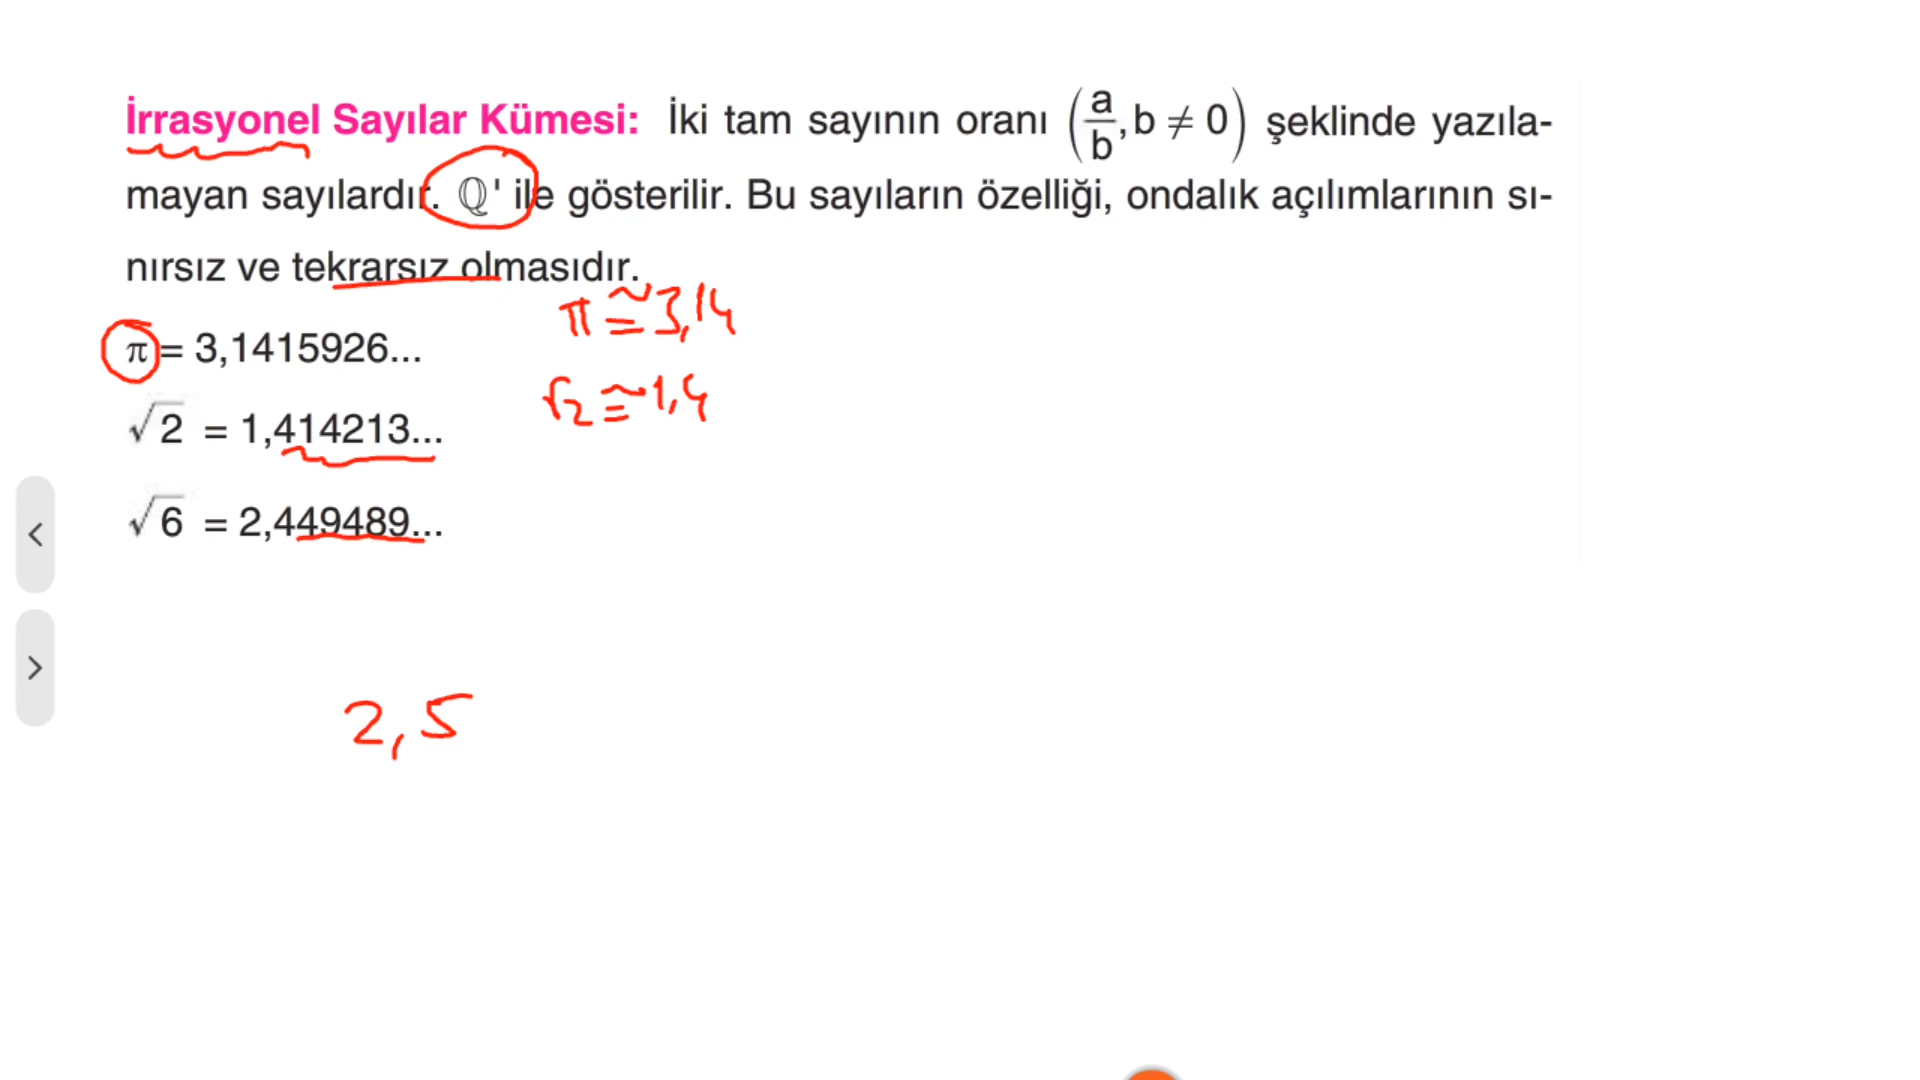 İrrasyonel Sayılar Kümesi: İki tam sayının oranı (a/b, b ≠ 0) şeklinde yazıla-
mayan sayılardır. ℚ' ile gösterilir. Bu sayıların özelliği, ondalık açılımlarının sı-
nırsız ve tekrarsız olmasıdır.
π ≅ 3,14
π = 3,1415926...
√2 ≅ 1,4
√2 = 1,414213...
√6 = 2,449489...
2,5